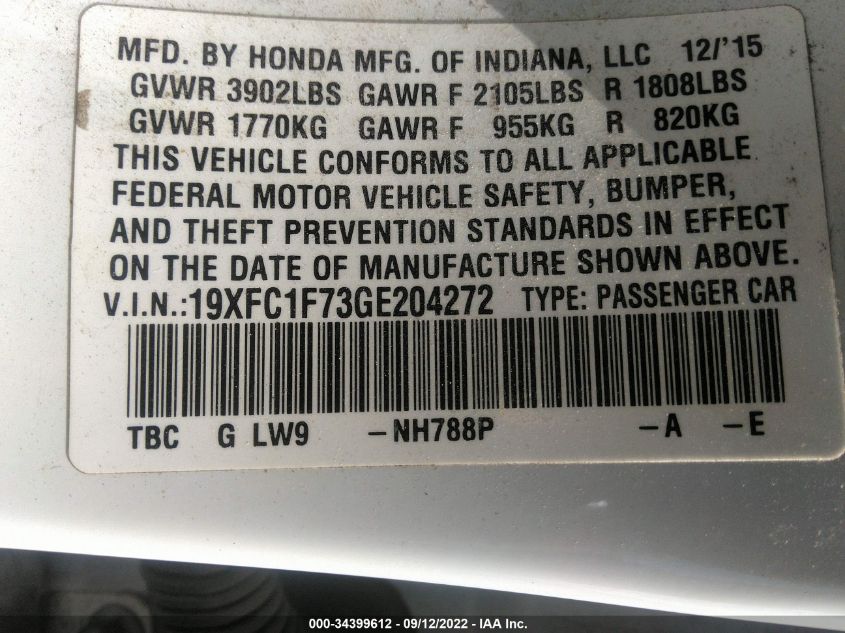 MFD. BY HONDA MFG. OF INDIANA, LLC 12/'15
GVWR 3902LBS GAWR F 2105LBS R 1808LBS
GVWR 1770KG GAWR F 955KG R 820KG
THIS VEHICLE CONFORMS TO ALL APPLICABLE
FEDERAL MOTOR VEHICLE SAFETY, BUMPER,
AND THEFT PREVENTION STANDARDS IN EFFECT
ON THE DATE OF MANUFACTURE SHOWN ABOVE.
V.I.N.:19XFC1F73GE204272 TYPE: PASSENGER CAR
TBC G LW9 -NH788P -A -E
000-34399612 - 09/12/2022 - IAA Inc.